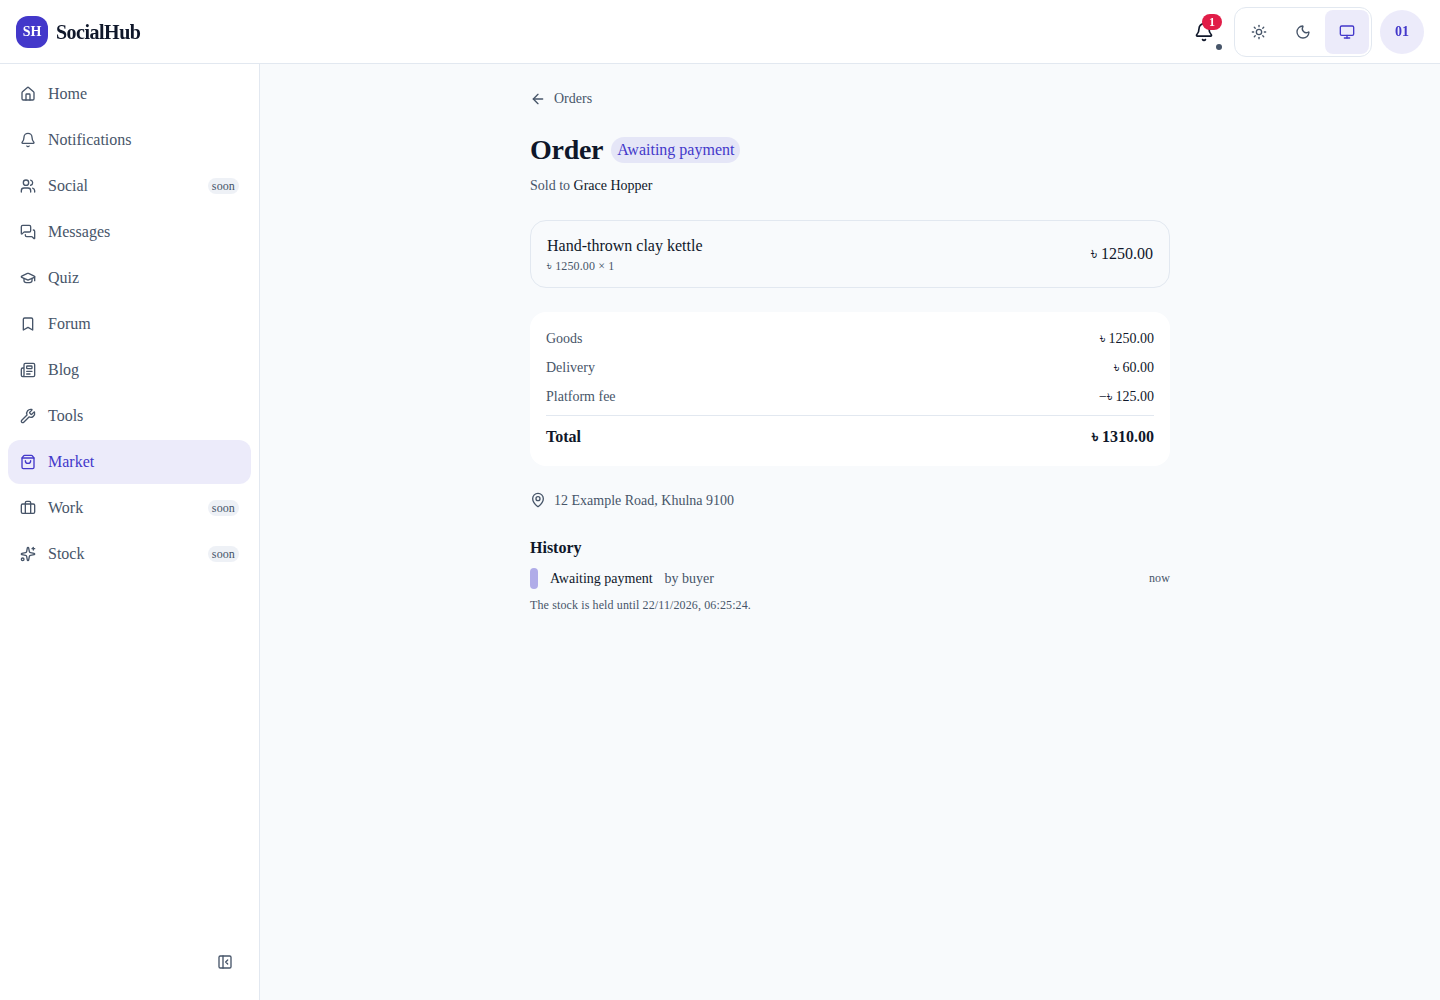 SH SocialHub
1
01
Home
Notifications
Social soon
Messages
Quiz
Forum
Blog
Tools
Market
Work soon
Stock soon
Orders
Order Awaiting payment
Sold to Grace Hopper
Hand-thrown clay kettle
৳ 1250.00 × 1
৳ 1250.00
Goods ৳ 1250.00
Delivery ৳ 60.00
Platform fee −৳ 125.00
Total ৳ 1310.00
12 Example Road, Khulna 9100
History
Awaiting payment by buyer now
The stock is held until 22/11/2026, 06:25:24.